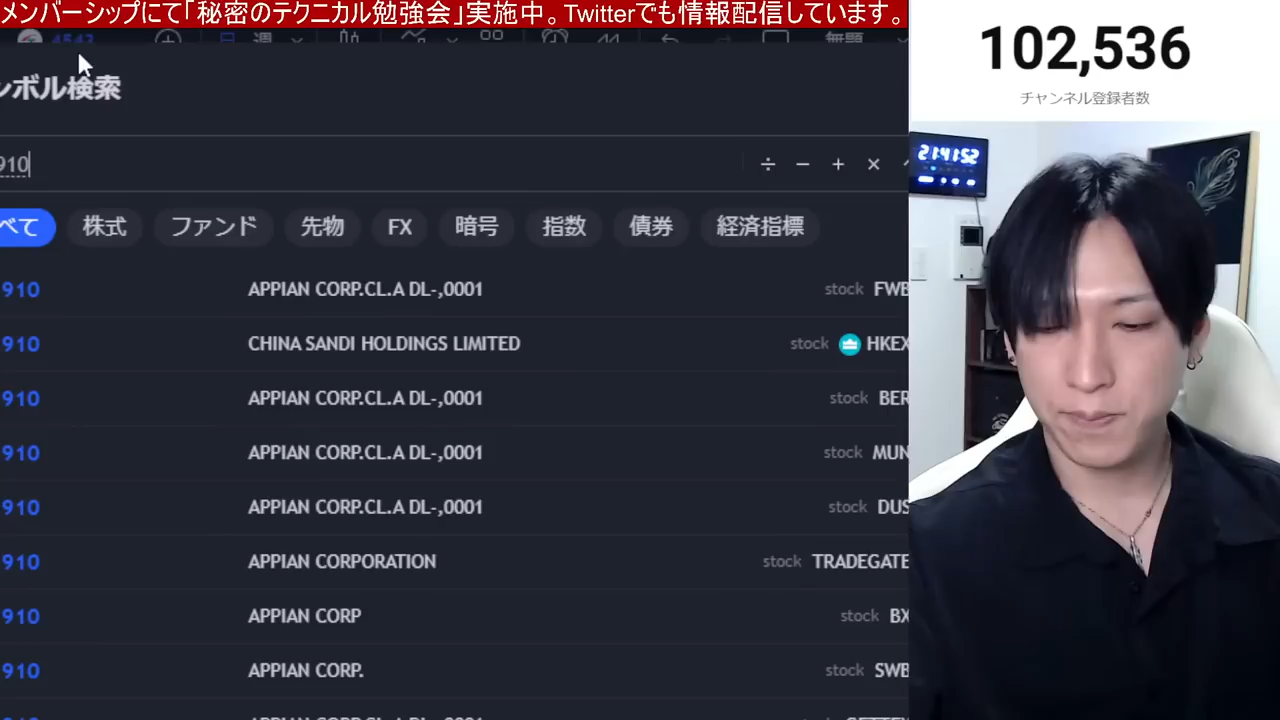 メンバーシップにて「秘密のテクニカル勉強会」実施中。Twitterでも情報配信しています。
4543 週 無題
102,536
チャンネル登録者数
ンボル検索
21:41:52
910 ÷ − + ×
べて 株式 ファンド 先物 FX 暗号 指数 債券 経済指標
910 APPIAN CORP.CL.A DL-,0001 stock FWB
910 CHINA SANDI HOLDINGS LIMITED stock HKEX
910 APPIAN CORP.CL.A DL-,0001 stock BER
910 APPIAN CORP.CL.A DL-,0001 stock MUN
910 APPIAN CORP.CL.A DL-,0001 stock DUS
910 APPIAN CORPORATION stock TRADEGATE
910 APPIAN CORP stock BX
910 APPIAN CORP. stock SWB